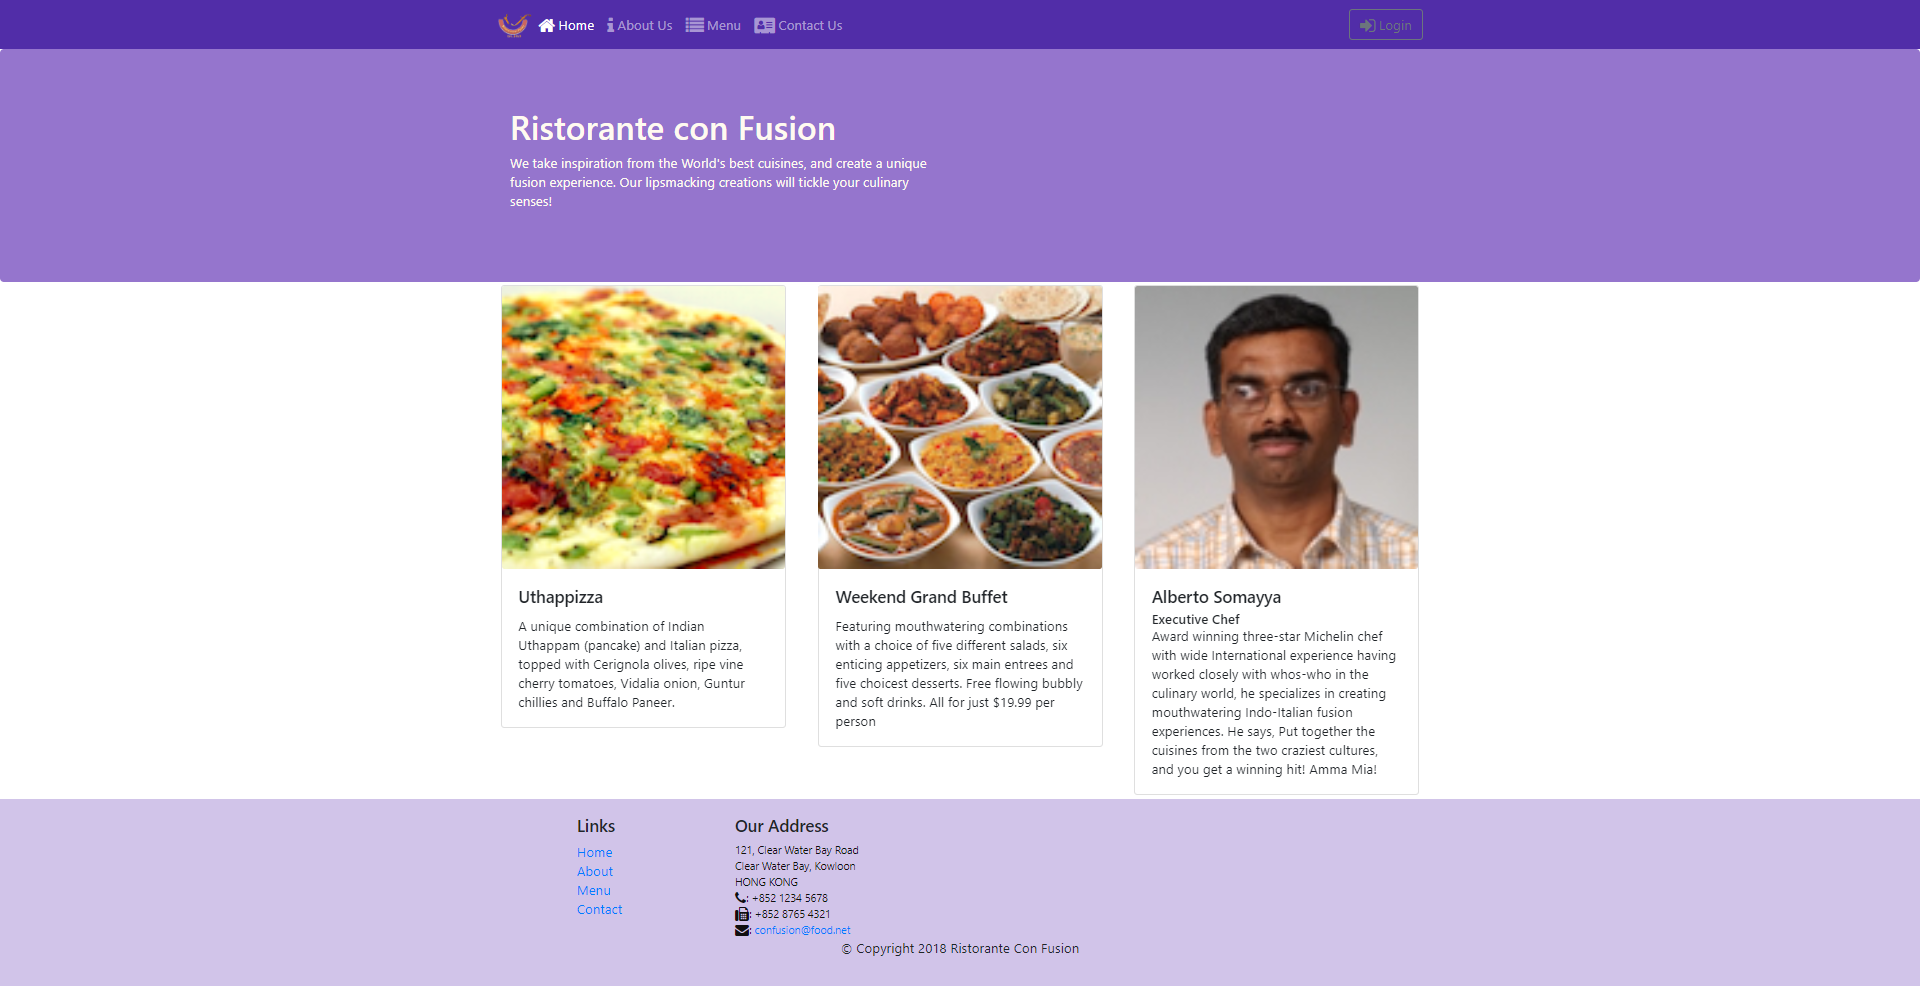 Home About Us Menu Contact Us Login
Ristorante con Fusion
We take inspiration from the World's best cuisines, and create a unique
fusion experience. Our lipsmacking creations will tickle your culinary
senses!
Uthappizza
A unique combination of Indian
Uthappam (pancake) and Italian pizza,
topped with Cerignola olives, ripe vine
cherry tomatoes, Vidalia onion, Guntur
chillies and Buffalo Paneer.
Weekend Grand Buffet
Featuring mouthwatering combinations
with a choice of five different salads, six
enticing appetizers, six main entrees and
five choicest desserts. Free flowing bubbly
and soft drinks. All for just $19.99 per
person
Alberto Somayya
Executive Chef
Award winning three-star Michelin chef
with wide International experience having
worked closely with whos-who in the
culinary world, he specializes in creating
mouthwatering Indo-Italian fusion
experiences. He says, Put together the
cuisines from the two craziest cultures,
and you get a winning hit! Amma Mia!
Links
Home
About
Menu
Contact
Our Address
121, Clear Water Bay Road
Clear Water Bay, Kowloon
HONG KONG
: +852 1234 5678
: +852 8765 4321
: confusion@food.net
© Copyright 2018 Ristorante Con Fusion